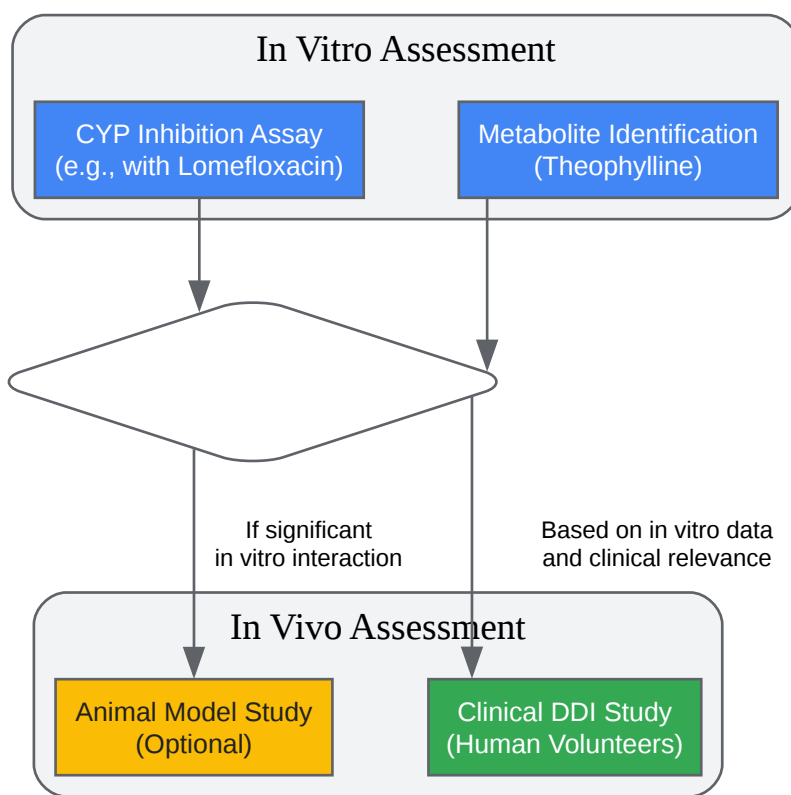 In Vitro Assessment
CYP Inhibition Assay
(e.g., with Lomefloxacin)
Metabolite Identification
(Theophylline)
If significant
in vitro interaction
Based on in vitro data
and clinical relevance
In Vivo Assessment
Animal Model Study
(Optional)
Clinical DDI Study
(Human Volunteers)